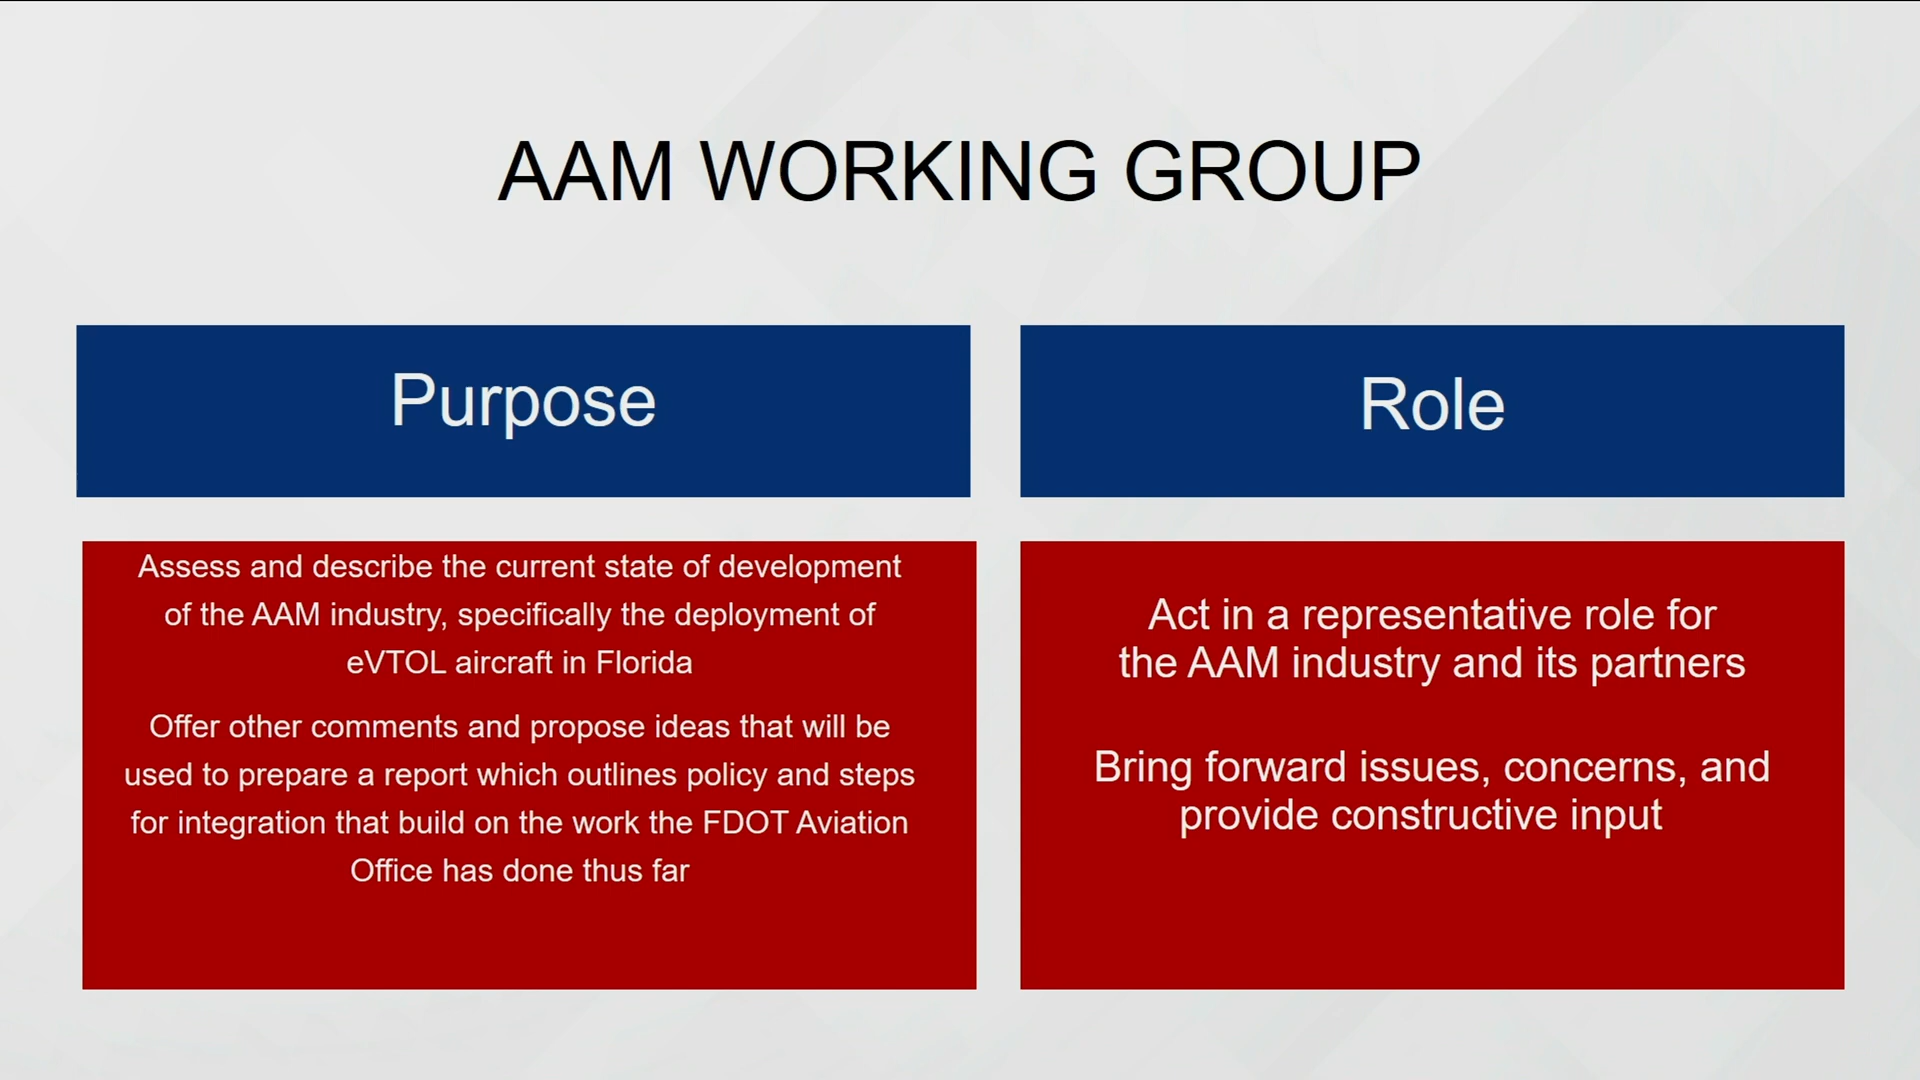 AAM WORKING GROUP
Purpose
Assess and describe the current state of development
of the AAM industry, specifically the deployment of
eVTOL aircraft in Florida
Offer other comments and propose ideas that will be
used to prepare a report which outlines policy and steps
for integration that build on the work the FDOT Aviation
Office has done thus far
Role
Act in a representative role for
the AAM industry and its partners
Bring forward issues, concerns, and
provide constructive input